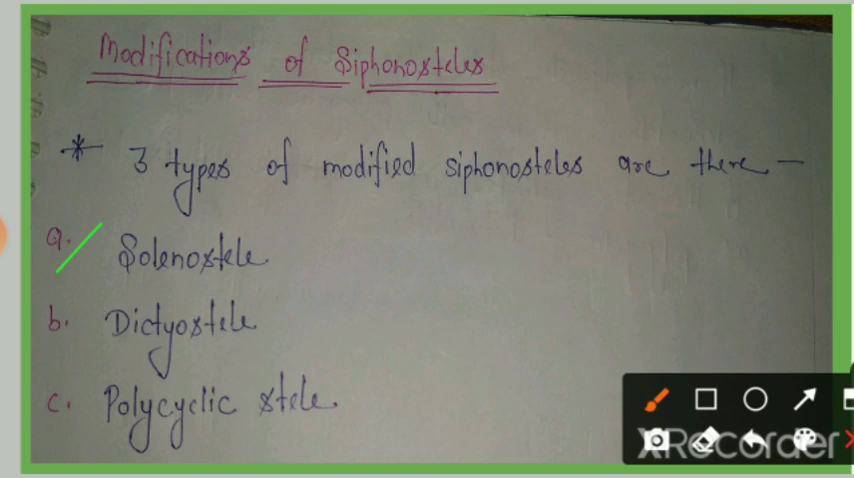 Modifications of Siphonosteles
* 3 types of modified siphonosteles are there —
a. Solenostele
b. Dictyostele
c. Polycyclic stele.
XRecorder